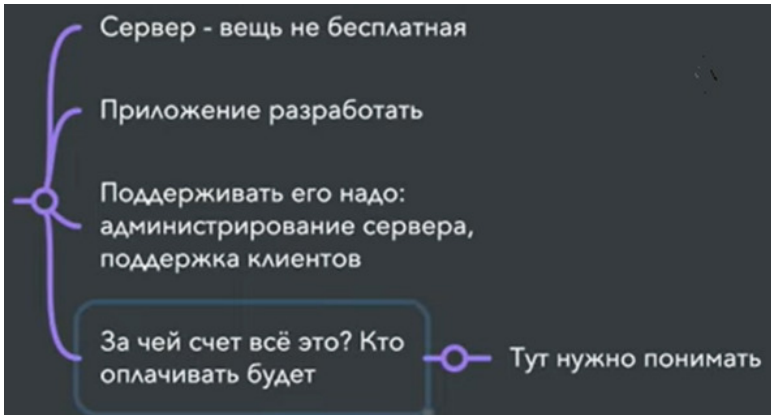 Сервер - вещь не бесплатная
Приложение разработать
Поддерживать его надо:
администрирование сервера,
поддержка клиентов
За чей счет всё это? Кто
оплачивать будет
Тут нужно понимать